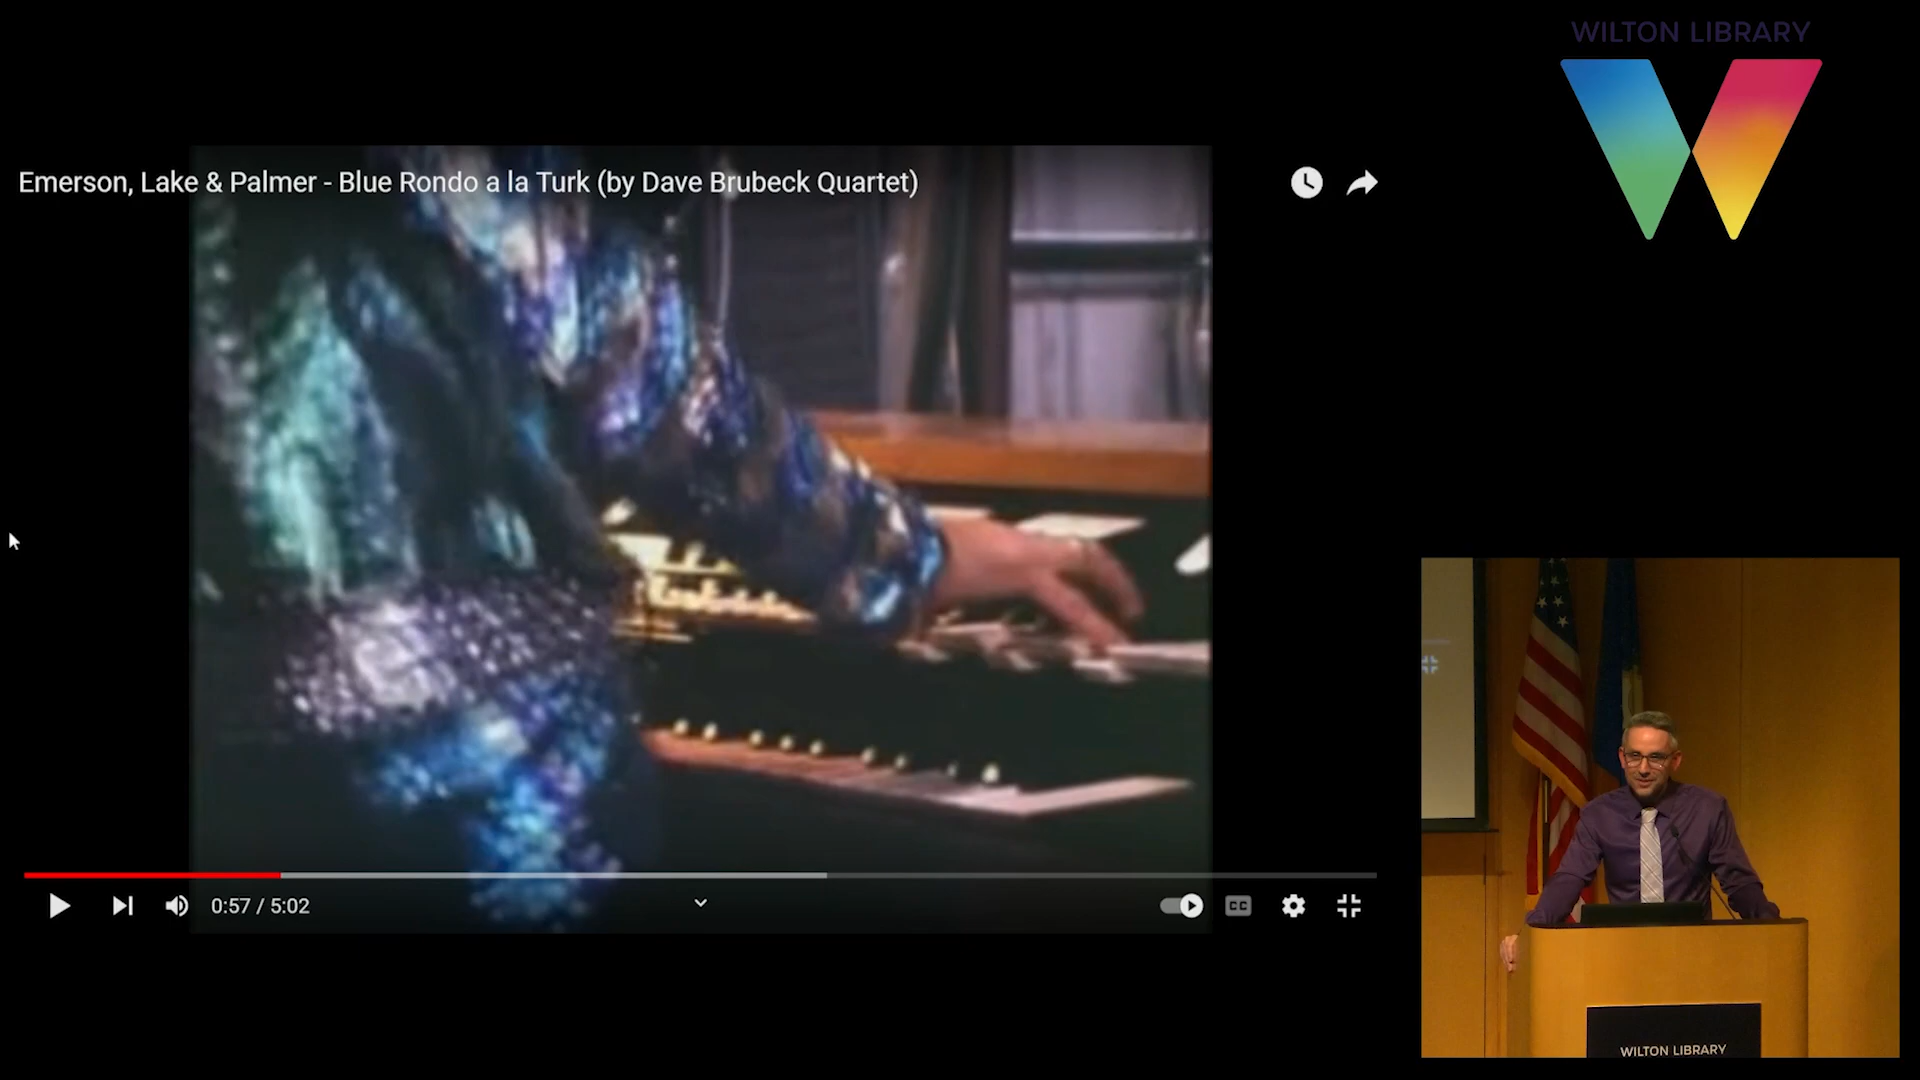 WILTON LIBRARY
Emerson, Lake & Palmer - Blue Rondo a la Turk (by Dave Brubeck Quartet)
0:57 / 5:02
CC
WILTON LIBRARY